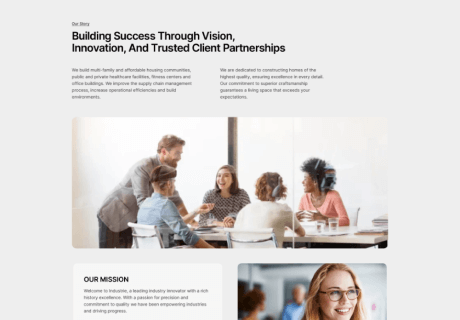 Our Story
Building Success Through Vision,
Innovation, And Trusted Client Partnerships
We build multi-family and affordable housing communities,
public and private healthcare facilities, fitness centers and
office buildings. We improve the supply chain management
process, increase operational efficiencies and build
environments.
We are dedicated to constructing homes of the
highest quality, ensuring excellence in every detail.
Our commitment to superior craftsmanship
guarantees a living space that exceeds your
expectations.
OUR MISSION
Welcome to Industrie, a leading industry innovator with a rich
history excellence. With a passion for precision and
commitment to quality we have been empowering industries
and driving progress.